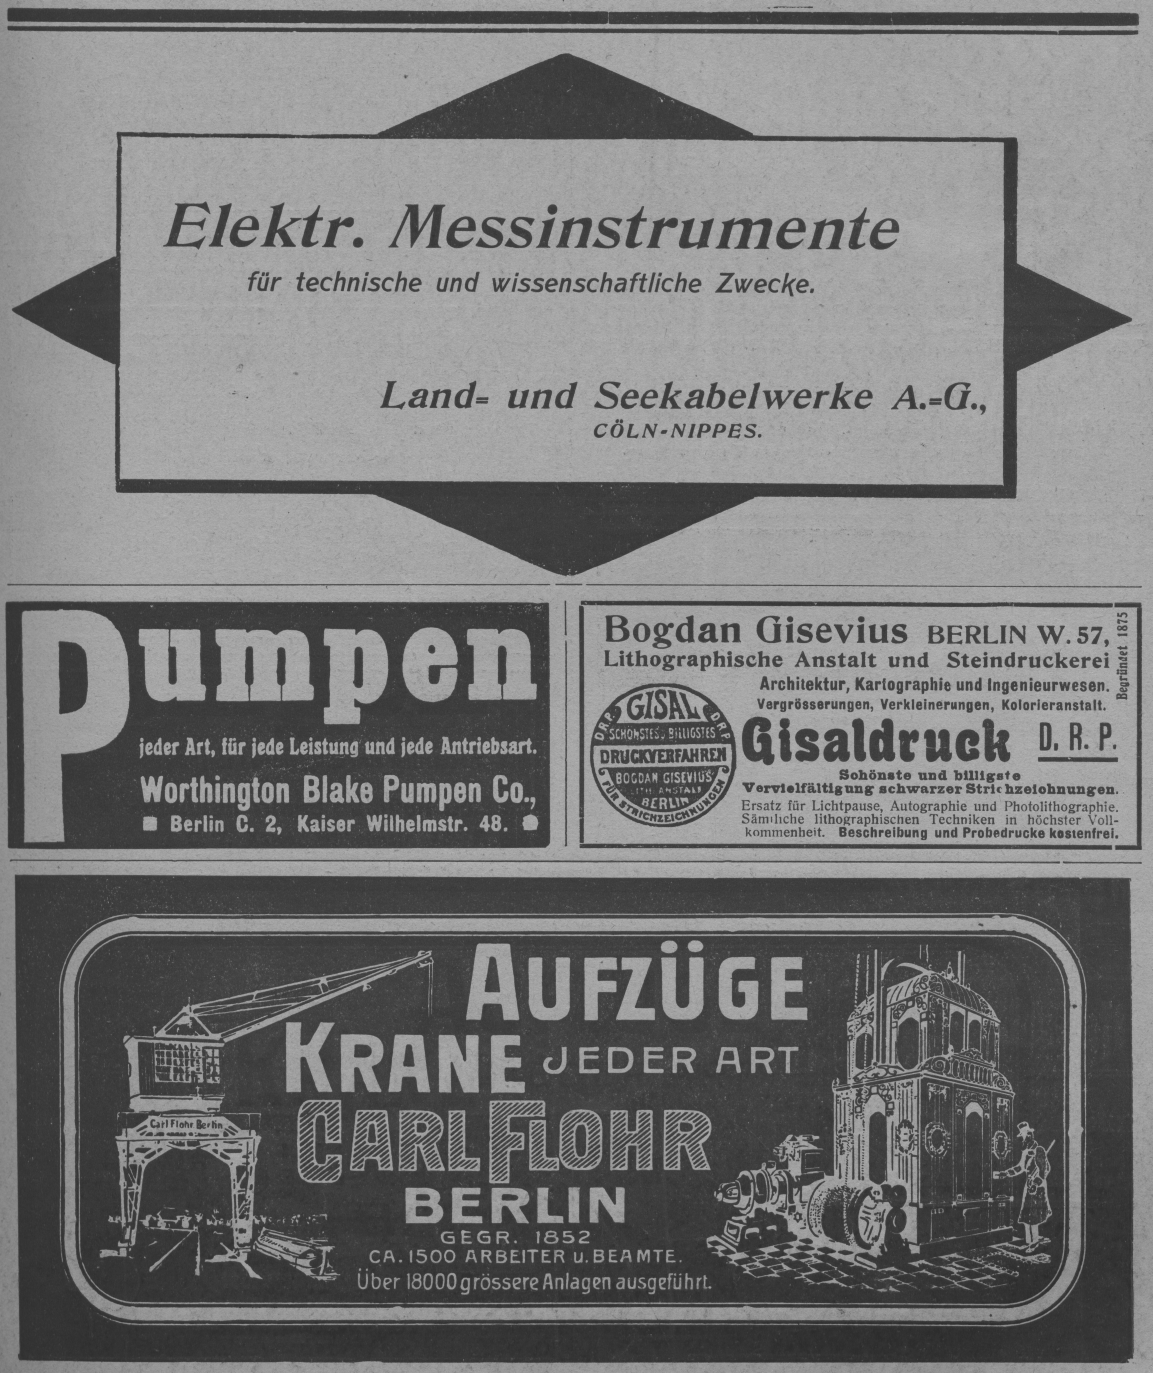 Elektr. Messinstrumente
für technische und wissenschaftliche Zwecke.
Land- und Seekabelwerke A.-G.,
CÖLN-NIPPES.
Pumpen
jeder Art, für jede Leistung und jede Antriebsart.
Worthington Blake Pumpen Co.,
Berlin C. 2, Kaiser Wilhelmstr. 48.
Bogdan Gisevius BERLIN W. 57,
Lithographische Anstalt und Steindruckerei
Begründet 1875
Architektur, Kartographie und Ingenieurwesen.
Vergrösserungen, Verkleinerungen, Kolorieranstalt.
D.R.P. GISAL D.R.P.
SCHÖNSTES u. BILLIGSTES
DRUCKVERFAHREN
BOGDAN GISEVIUS
LITH. ANSTALT
BERLIN
FÜR STRICHZEICHNUNGEN
Gisaldruck D. R. P.
Schönste und billigste
Vervielfältigung schwarzer Strichzeichnungen.
Ersatz für Lichtpause, Autographie und Photolithographie.
Sämtliche lithographischen Techniken in höchster Voll-
kommenheit. Beschreibung und Probedrucke kostenfrei.
AUFZÜGE
KRANE JEDER ART
Carl Flohr Berlin
CARL FLOHR
BERLIN
GEGR. 1852
CA. 1500 ARBEITER u. BEAMTE.
Über 18000 grössere Anlagen ausgeführt.